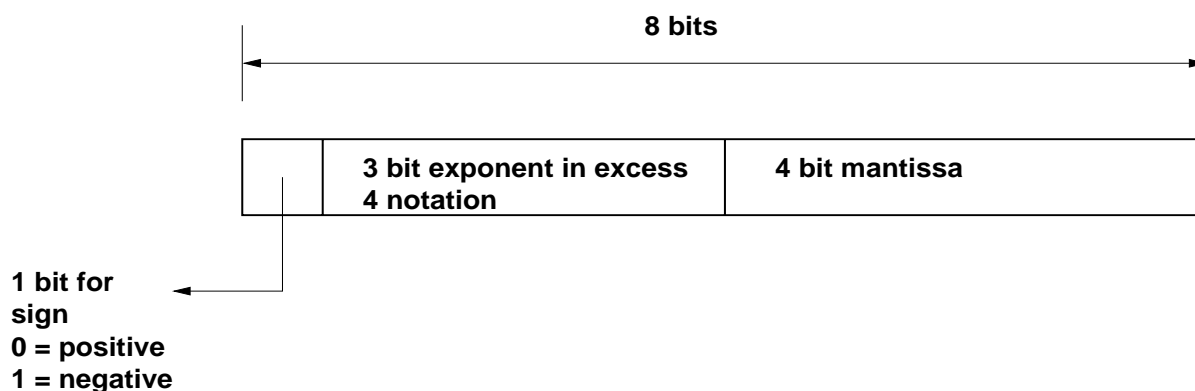 8 bits
3 bit exponent in excess
4 notation
4 bit mantissa
1 bit for
sign
0 = positive
1 = negative